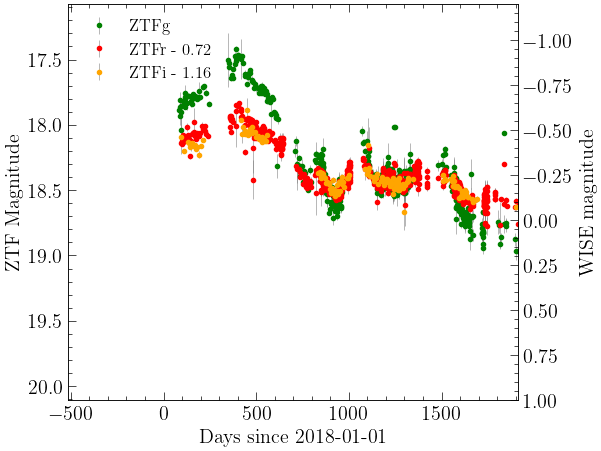 ZTFg
ZTFr - 0.72
ZTFi - 1.16
17.5
18.0
18.5
19.0
19.5
20.0
ZTF Magnitude
−1.00
−0.75
−0.50
−0.25
0.00
0.25
0.50
0.75
1.00
WISE magnitude
−500 0 500 1000 1500
Days since 2018-01-01